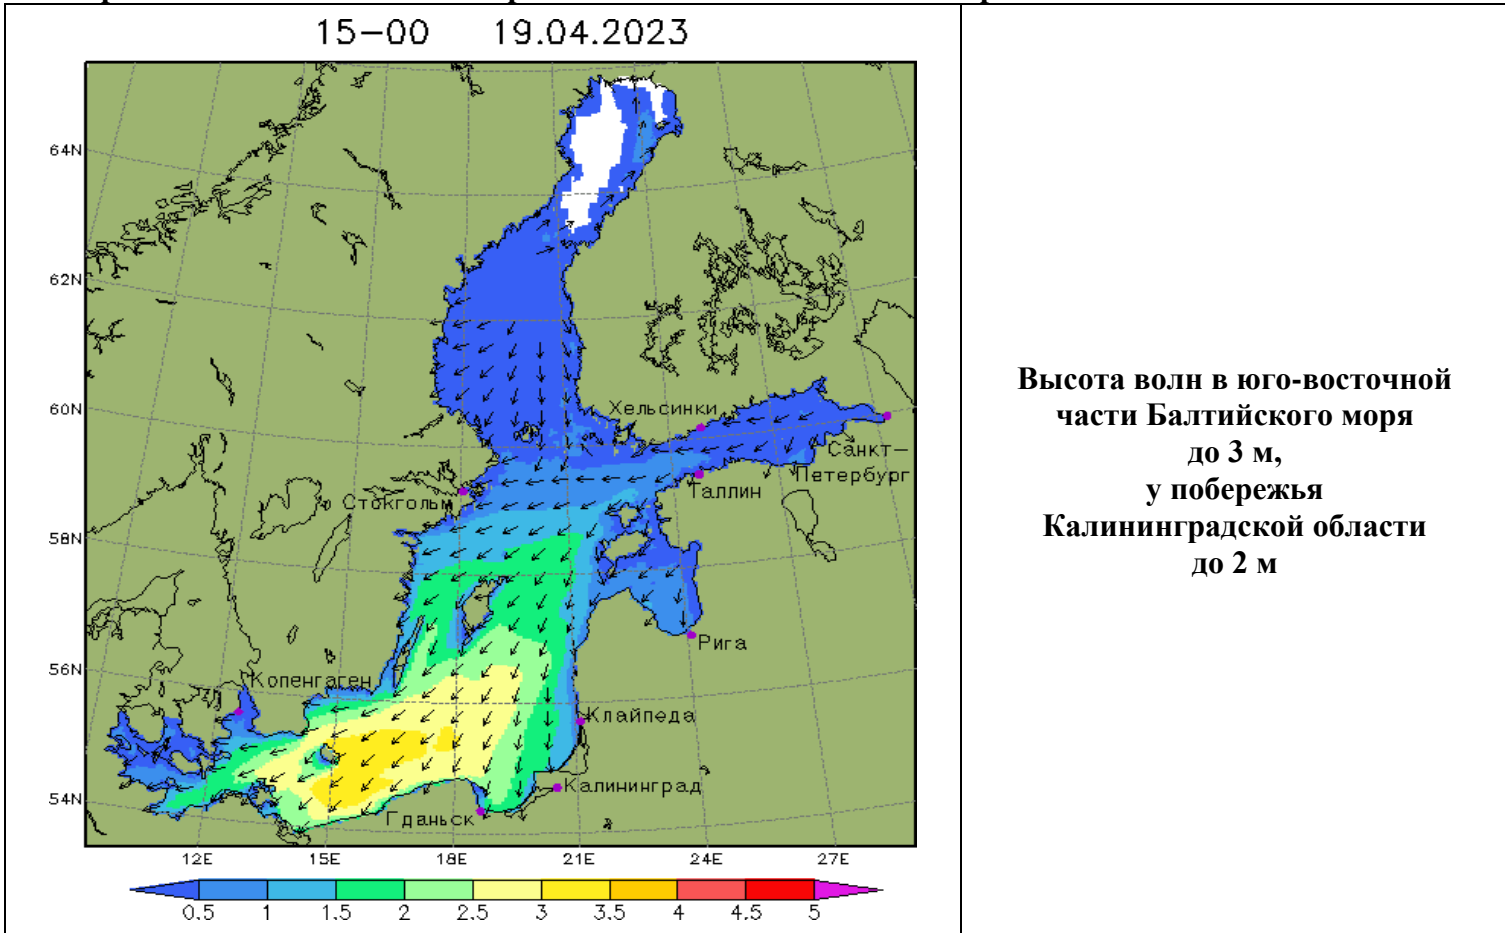 15-00 19.04.2023
64N
62N
60N
58N
56N
54N
Хельсинки
Санкт-
Петербург
Таллин
Стокгольм
Рига
Копенгаген
Клайпеда
Калининград
Гданьск
12E 15E 18E 21E 24E 27E
0.5 1 1.5 2 2.5 3 3.5 4 4.5 5
Высота волн в юго-восточной
части Балтийского моря
до 3 м,
у побережья
Калининградской области
до 2 м